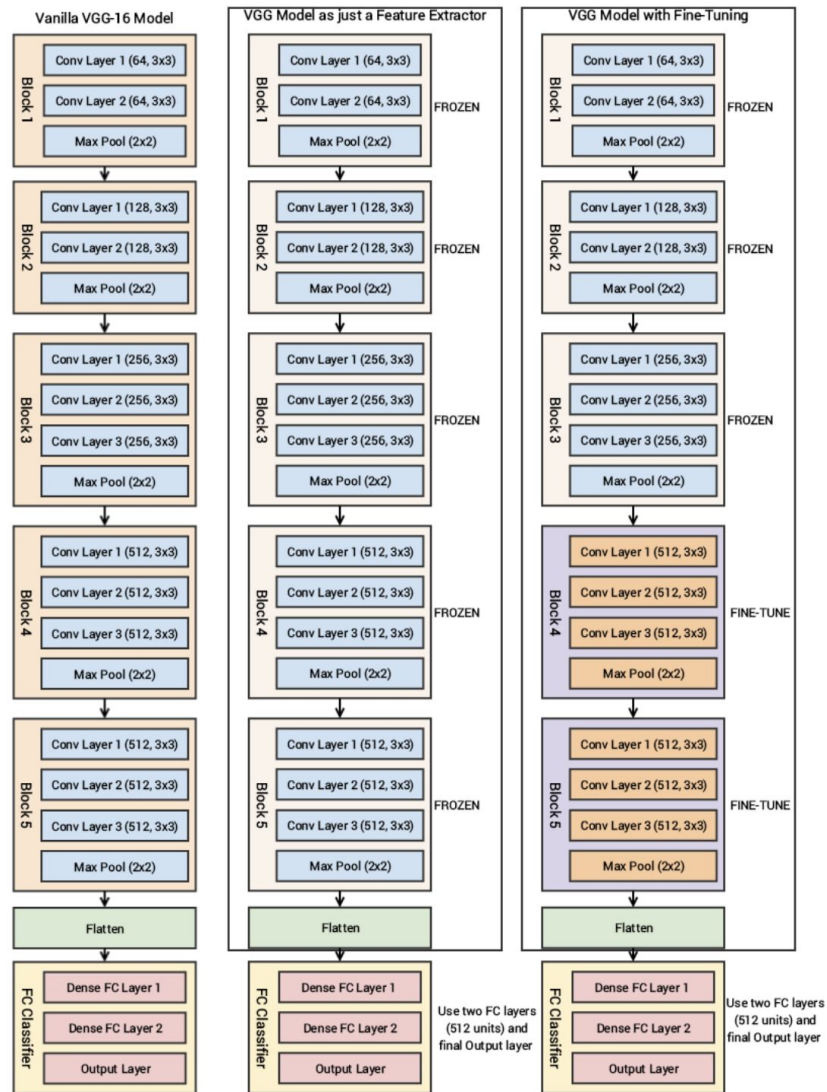 Vanilla VGG-16 Model
Block 1
Conv Layer 1 (64, 3x3)
Conv Layer 2 (64, 3x3)
Max Pool (2x2)
Block 2
Conv Layer 1 (128, 3x3)
Conv Layer 2 (128, 3x3)
Max Pool (2x2)
Block 3
Conv Layer 1 (256, 3x3)
Conv Layer 2 (256, 3x3)
Conv Layer 3 (256, 3x3)
Max Pool (2x2)
Block 4
Conv Layer 1 (512, 3x3)
Conv Layer 2 (512, 3x3)
Conv Layer 3 (512, 3x3)
Max Pool (2x2)
Block 5
Conv Layer 1 (512, 3x3)
Conv Layer 2 (512, 3x3)
Conv Layer 3 (512, 3x3)
Max Pool (2x2)
Flatten
FC Classifier
Dense FC Layer 1
Dense FC Layer 2
Output Layer
VGG Model as just a Feature Extractor
Block 1
Conv Layer 1 (64, 3x3)
Conv Layer 2 (64, 3x3)
Max Pool (2x2)
FROZEN
Block 2
Conv Layer 1 (128, 3x3)
Conv Layer 2 (128, 3x3)
Max Pool (2x2)
FROZEN
Block 3
Conv Layer 1 (256, 3x3)
Conv Layer 2 (256, 3x3)
Conv Layer 3 (256, 3x3)
Max Pool (2x2)
FROZEN
Block 4
Conv Layer 1 (512, 3x3)
Conv Layer 2 (512, 3x3)
Conv Layer 3 (512, 3x3)
Max Pool (2x2)
FROZEN
Block 5
Conv Layer 1 (512, 3x3)
Conv Layer 2 (512, 3x3)
Conv Layer 3 (512, 3x3)
Max Pool (2x2)
FROZEN
Flatten
FC Classifier
Dense FC Layer 1
Dense FC Layer 2
Output Layer
Use two FC layers
(512 units) and
final Output layer
VGG Model with Fine-Tuning
Block 1
Conv Layer 1 (64, 3x3)
Conv Layer 2 (64, 3x3)
Max Pool (2x2)
FROZEN
Block 2
Conv Layer 1 (128, 3x3)
Conv Layer 2 (128, 3x3)
Max Pool (2x2)
FROZEN
Block 3
Conv Layer 1 (256, 3x3)
Conv Layer 2 (256, 3x3)
Conv Layer 3 (256, 3x3)
Max Pool (2x2)
FROZEN
Block 4
Conv Layer 1 (512, 3x3)
Conv Layer 2 (512, 3x3)
Conv Layer 3 (512, 3x3)
Max Pool (2x2)
FINE-TUNE
Block 5
Conv Layer 1 (512, 3x3)
Conv Layer 2 (512, 3x3)
Conv Layer 3 (512, 3x3)
Max Pool (2x2)
FINE-TUNE
Flatten
FC Classifier
Dense FC Layer 1
Dense FC Layer 2
Output Layer
Use two FC layers
(512 units) and
final Output layer